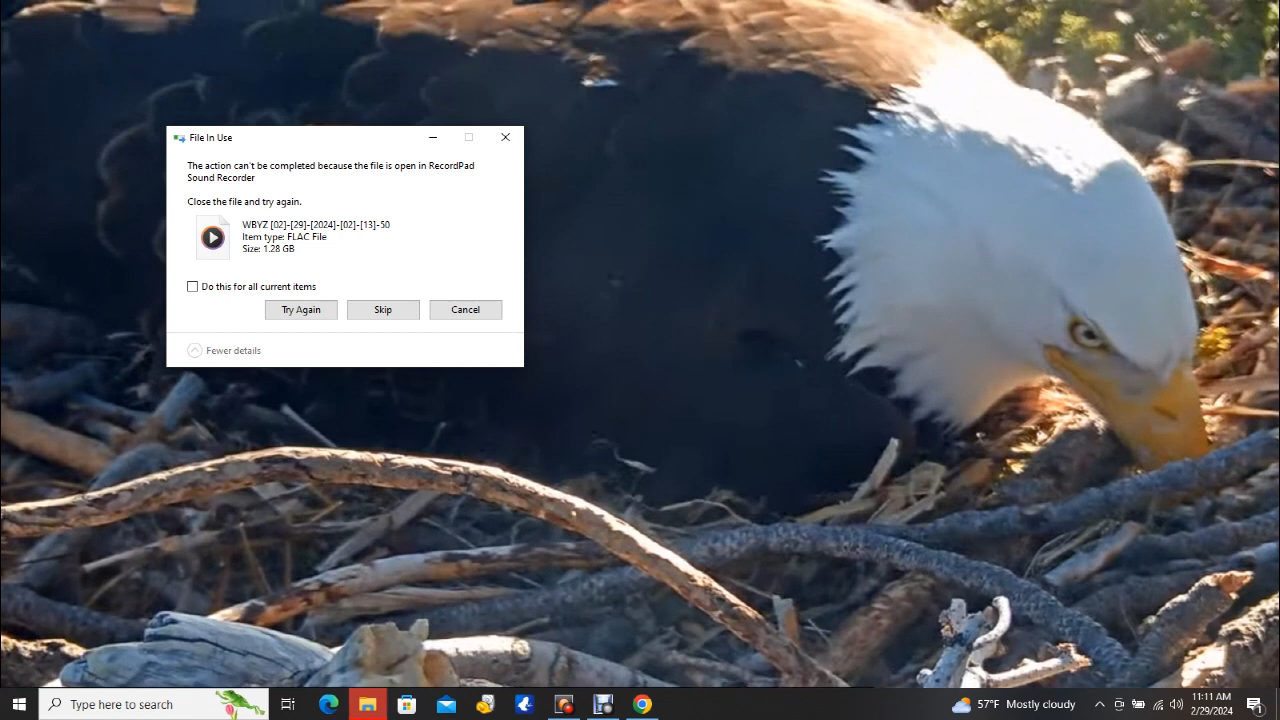 File In Use
The action can't be completed because the file is open in RecordPad
Sound Recorder
Close the file and try again.
WBYZ [02]-[29]-[2024]-[02]-[13]-50
Item type: FLAC File
Size: 1.28 GB
Do this for all current items
Try Again
Skip
Cancel
Fewer details
Type here to search
57°F Mostly cloudy
11:11 AM
2/29/2024
1